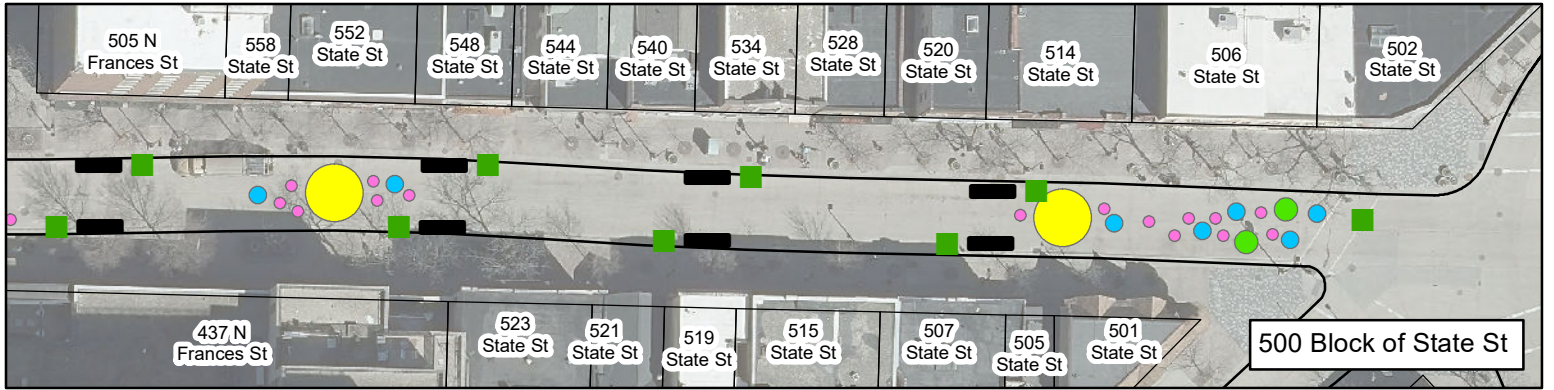 505 N
Frances St
558
State St
552
State St
548
State St
544
State St
540
State St
534
State St
528
State St
520
State St
514
State St
506
State St
502
State St
437 N
Frances St
523
State St
521
State St
519
State St
515
State St
507
State St
505
State St
501
State St
500 Block of State St